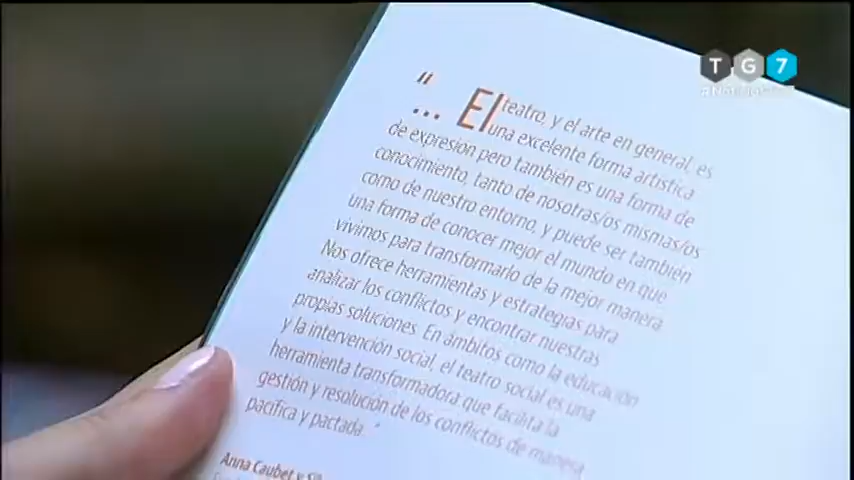 TG7
“
... El teatro, y el arte en general, es
una excelente forma artística
de expresión pero también es una forma de
conocimiento, tanto de nosotras/os mismas/os
como de nuestro entorno, y puede ser también
una forma de conocer mejor el mundo en que
vivimos para transformarlo de la mejor manera
Nos ofrece herramientas y estrategias para
analizar los conflictos y encontrar nuestras
propias soluciones. En ámbitos como la educación
y la intervención social, el teatro social es una
herramienta transformadora que facilita la
gestión y resolución de los conflictos de manera
pacífica y pactada.”
Anna Caubet y